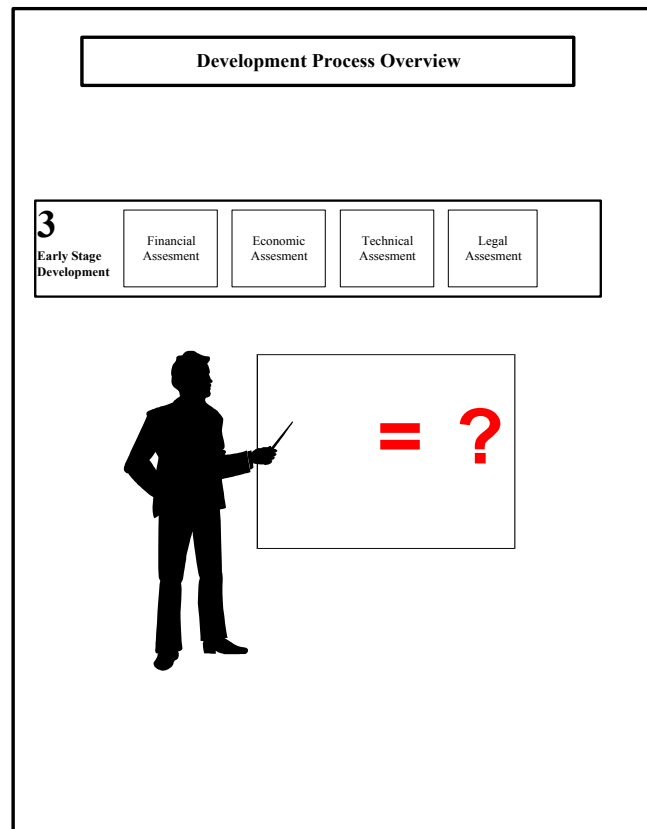 Development Process Overview
3
Early Stage
Development
Financial
Assesment
Economic
Assesment
Technical
Assesment
Legal
Assesment
= ?